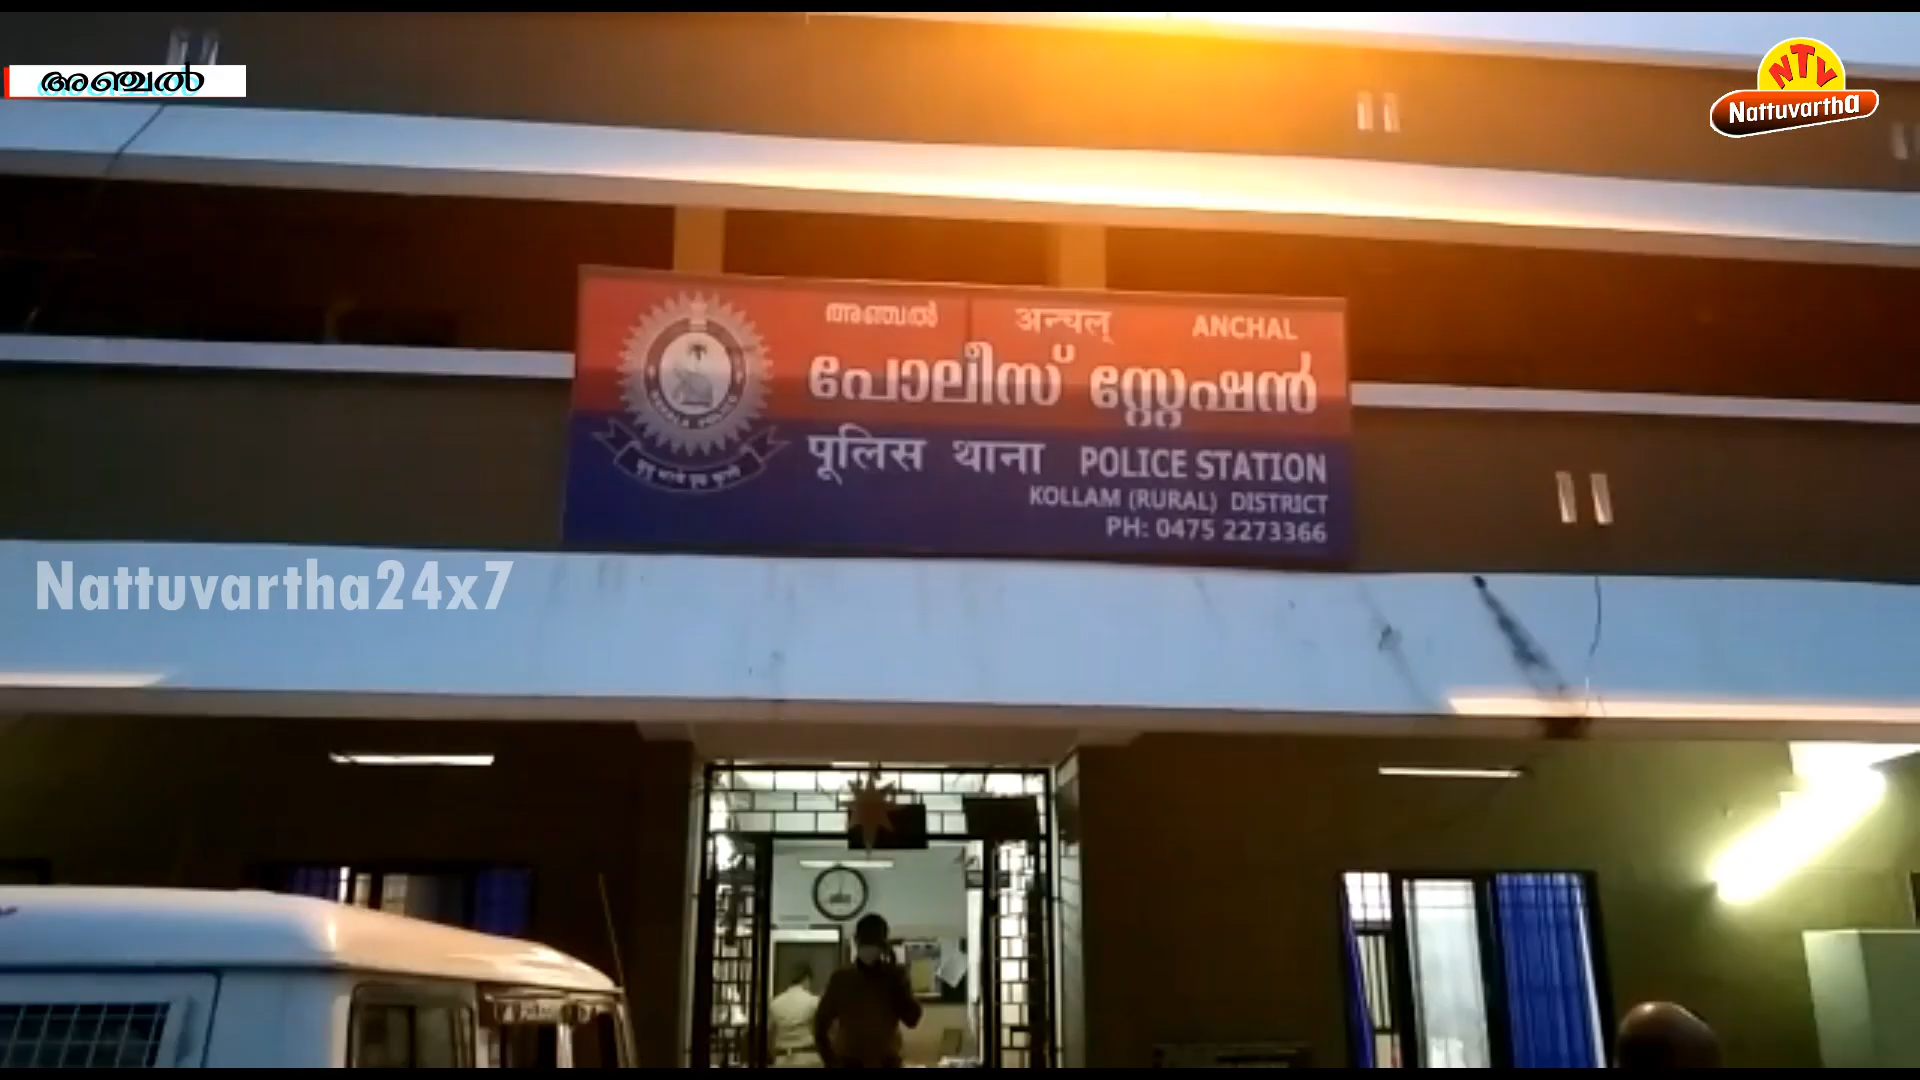 അഞ്ചൽ
NTV
Nattuvartha
അഞ്ചൽ अन्चल् ANCHAL
പോലീസ് സ്റ്റേഷൻ
पूलिस थाना POLICE STATION
KOLLAM (RURAL) DISTRICT
PH: 0475 2273366
Nattuvartha24x7